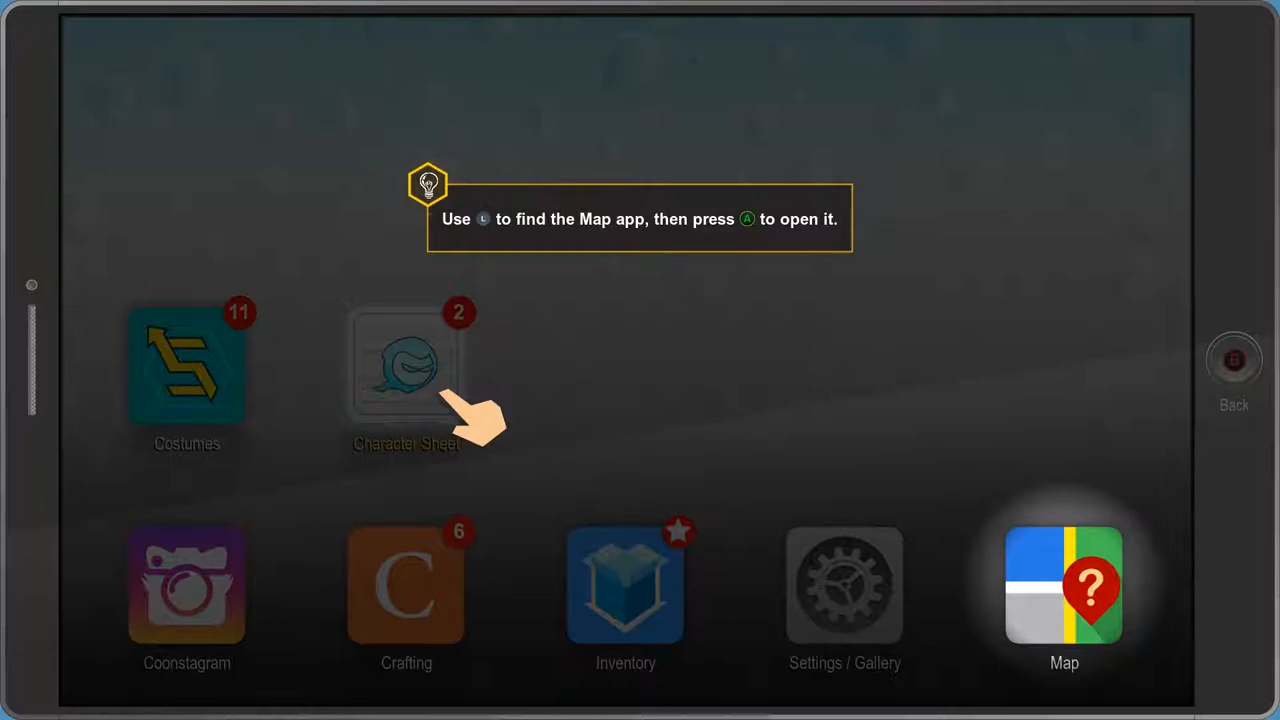 Use L to find the Map app, then press A to open it.
11
2
Costumes
Character Sheet
B
Back
C
6
?
Coonstagram
Crafting
Inventory
Settings / Gallery
Map